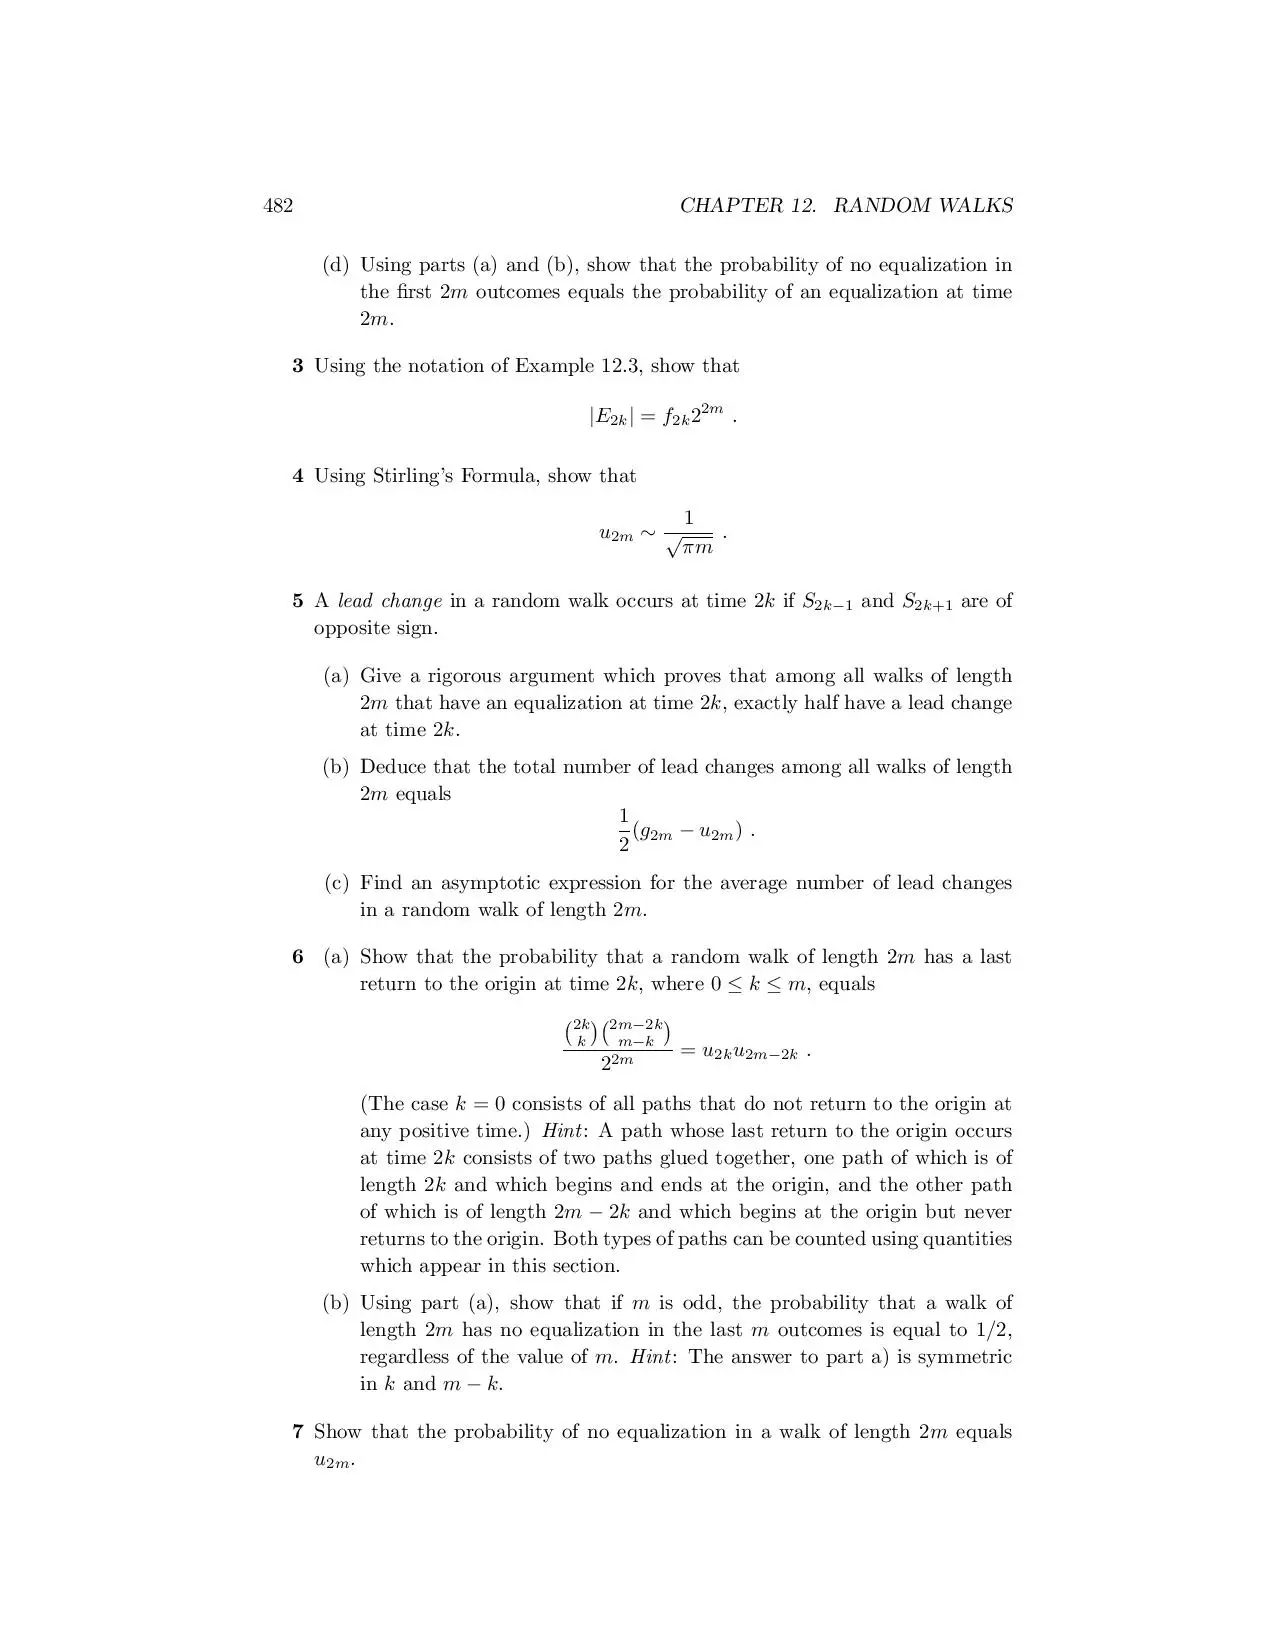 482 CHAPTER 12. RANDOM WALKS
(d) Using parts (a) and (b), show that the probability of no equalization in
the first 2m outcomes equals the probability of an equalization at time
2m.
3 Using the notation of Example 12.3, show that
|E_{2k}| = f_{2k}2^{2m} .
4 Using Stirling's Formula, show that
u_{2m} ∼ \frac{1}{\sqrt{πm}} .
5 A lead change in a random walk occurs at time 2k if S_{2k−1} and S_{2k+1} are of
opposite sign.
(a) Give a rigorous argument which proves that among all walks of length
2m that have an equalization at time 2k, exactly half have a lead change
at time 2k.
(b) Deduce that the total number of lead changes among all walks of length
2m equals
\frac{1}{2}(g_{2m} − u_{2m}) .
(c) Find an asymptotic expression for the average number of lead changes
in a random walk of length 2m.
6 (a) Show that the probability that a random walk of length 2m has a last
return to the origin at time 2k, where 0 ≤ k ≤ m, equals
\frac{\binom{2k}{k}\binom{2m−2k}{m−k}}{2^{2m}} = u_{2k}u_{2m−2k} .
(The case k = 0 consists of all paths that do not return to the origin at
any positive time.) Hint: A path whose last return to the origin occurs
at time 2k consists of two paths glued together, one path of which is of
length 2k and which begins and ends at the origin, and the other path
of which is of length 2m − 2k and which begins at the origin but never
returns to the origin. Both types of paths can be counted using quantities
which appear in this section.
(b) Using part (a), show that if m is odd, the probability that a walk of
length 2m has no equalization in the last m outcomes is equal to 1/2,
regardless of the value of m. Hint: The answer to part a) is symmetric
in k and m − k.
7 Show that the probability of no equalization in a walk of length 2m equals
u_{2m}.